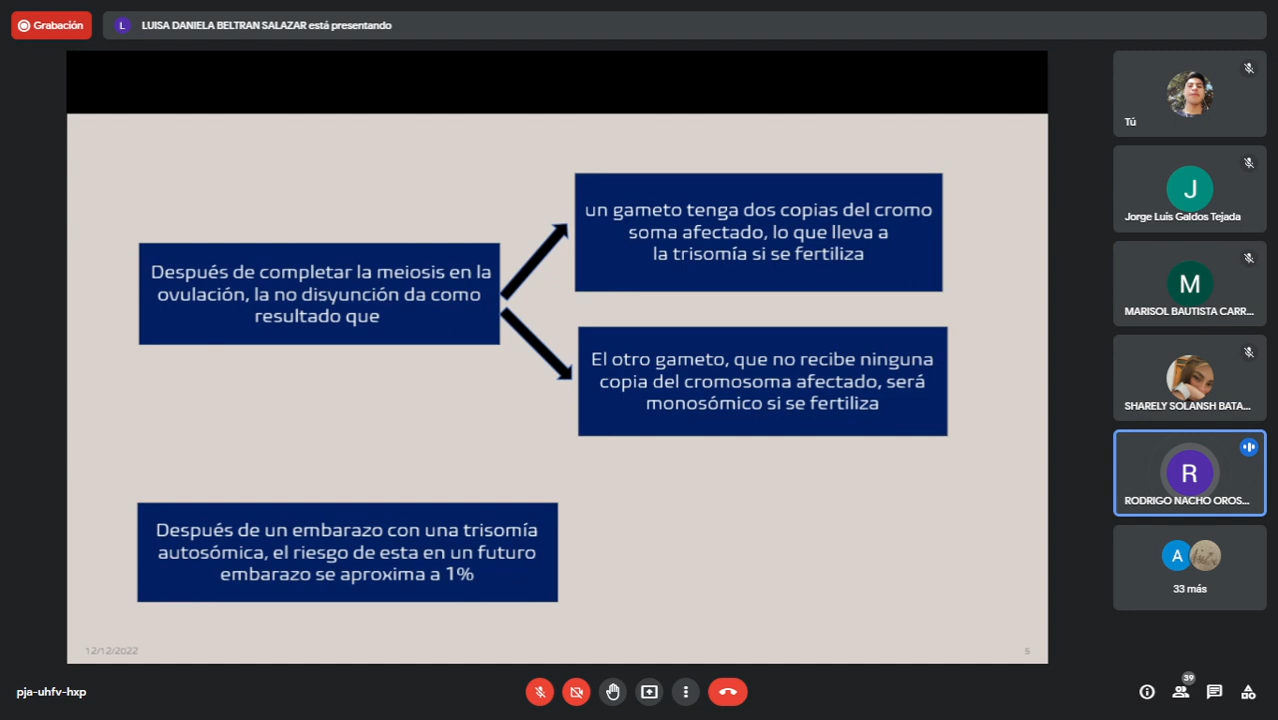 Grabación
L
LUISA DANIELA BELTRAN SALAZAR está presentando
Después de completar la meiosis en la
ovulación, la no disyunción da como
resultado que
un gameto tenga dos copias del cromo
soma afectado, lo que lleva a
la trisomía si se fertiliza
El otro gameto, que no recibe ninguna
copia del cromosoma afectado, será
monosómico si se fertiliza
Después de un embarazo con una trisomía
autosómica, el riesgo de esta en un futuro
embarazo se aproxima a 1%
12/12/2022
5
Tú
J
Jorge Luis Galdos Tejada
M
MARISOL BAUTISTA CARR...
SHARELY SOLANSH BATA...
R
RODRIGO NACHO OROS...
A
33 más
pja-uhfv-hxp
39